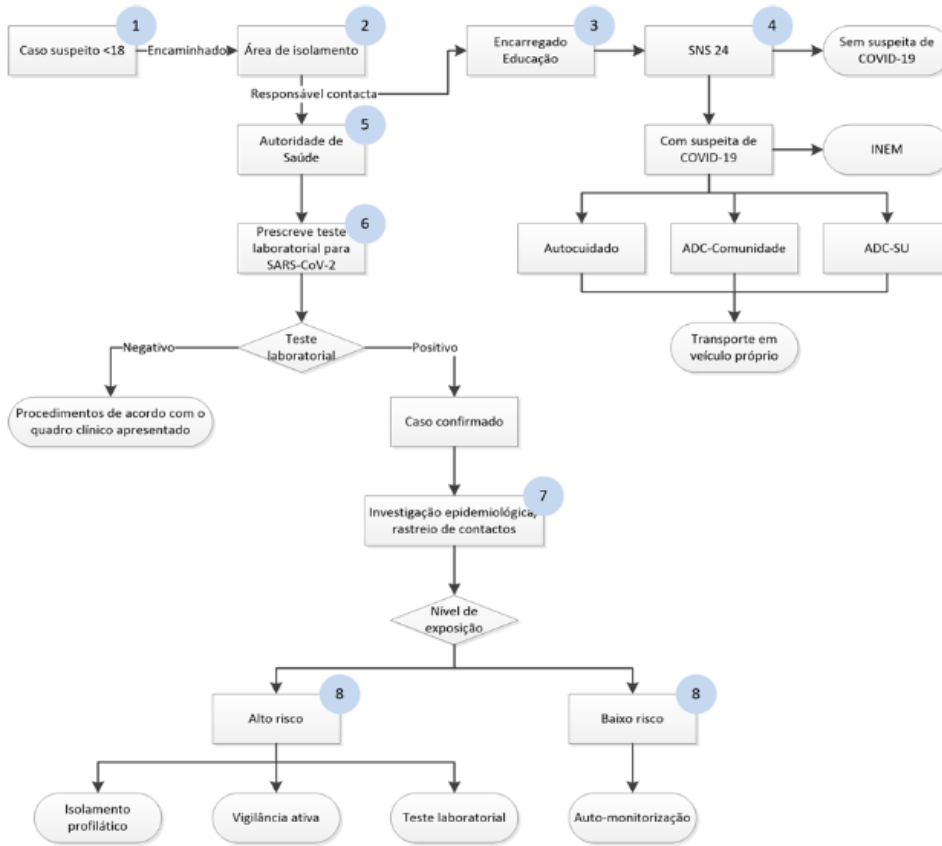 1
2
3
4
Caso suspeito <18
Encaminhado
Área de isolamento
Encarregado
Educação
SNS 24
Sem suspeita de
COVID-19
Responsável contacta
5
Autoridade de
Saúde
Com suspeita de
COVID-19
INEM
6
Prescreve teste
laboratorial para
SARS-CoV-2
Autocuidado
ADC-Comunidade
ADC-SU
Negativo
Teste
laboratorial
Positivo
Transporte em
veículo próprio
Procedimentos de acordo com o
quadro clínico apresentado
Caso confirmado
7
Investigação epidemiológica,
rastreio de contactos
Nível de
exposição
8
Alto risco
8
Baixo risco
Isolamento
profilático
Vigilância ativa
Teste laboratorial
Auto-monitorização